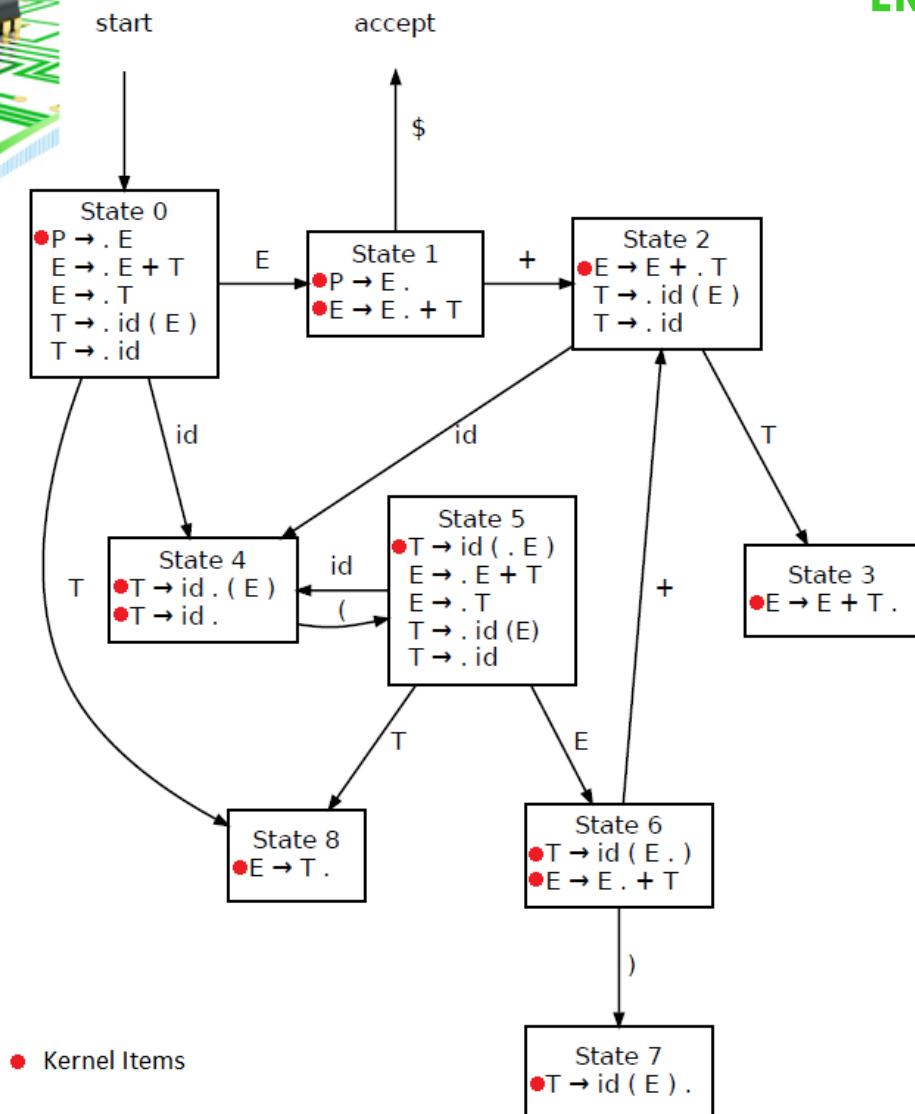 EN
start
accept
$
State 0
P → . E
E → . E + T
E → . T
T → . id ( E )
T → . id
E
State 1
P → E .
E → E . + T
+
State 2
E → E + . T
T → . id ( E )
T → . id
id
id
T
T
State 4
T → id . ( E )
T → id .
id
(
State 5
T → id ( . E )
E → . E + T
E → . T
T → . id (E)
T → . id
+
State 3
E → E + T .
T
E
State 8
E → T .
State 6
T → id ( E . )
E → E . + T
)
State 7
T → id ( E ) .
Kernel Items